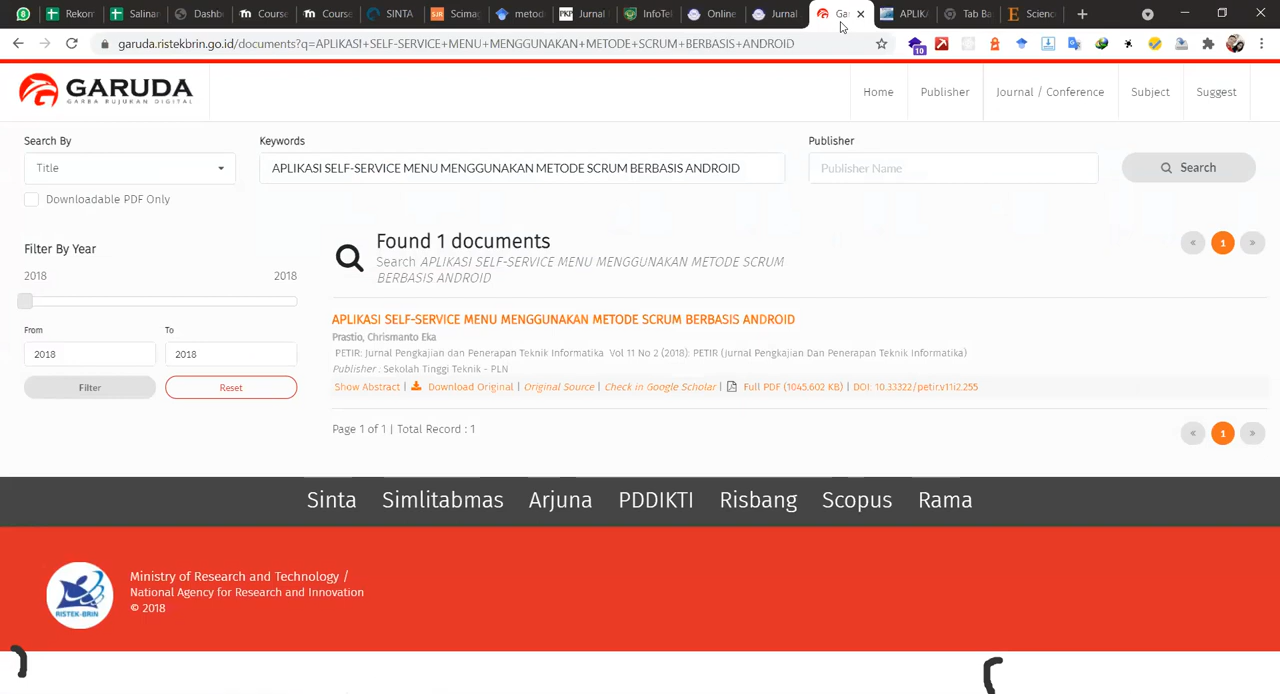 Rekom
Salinar
Dashb
Course
Course
SINTA
SJR Scima
metod
PKP Jurnal
InfoTel
Online
Jurnal
Ga
APLIK
Tab Ba
E Scienc
garuda.ristekbrin.go.id/documents?q=APLIKASI+SELF-SERVICE+MENU+MENGGUNAKAN+METODE+SCRUM+BERBASIS+ANDROID
10
GARUDA
GARBA RUJUKAN DIGITAL
Home
Publisher
Journal / Conference
Subject
Suggest
Search By
Keywords
Publisher
Title
APLIKASI SELF-SERVICE MENU MENGGUNAKAN METODE SCRUM BERBASIS ANDROID
Publisher Name
Search
Downloadable PDF Only
Filter By Year
2018 2018
From To
2018 2018
Filter Reset
Found 1 documents
Search APLIKASI SELF-SERVICE MENU MENGGUNAKAN METODE SCRUM
BERBASIS ANDROID
« 1 »
APLIKASI SELF-SERVICE MENU MENGGUNAKAN METODE SCRUM BERBASIS ANDROID
Prastio, Chrismanto Eka
PETIR: Jurnal Pengkajian dan Penerapan Teknik Informatika Vol 11 No 2 (2018): PETIR (Jurnal Pengkajian Dan Penerapan Teknik Informatika)
Publisher : Sekolah Tinggi Teknik - PLN
Show Abstract | Download Original | Original Source | Check in Google Scholar | Full PDF (1045.602 KB) | DOI: 10.33322/petir.v11i2.255
Page 1 of 1 | Total Record : 1
« 1 »
Sinta Simlitabmas Arjuna PDDIKTI Risbang Scopus Rama
RISTEK-BRIN
Ministry of Research and Technology /
National Agency for Research and Innovation
© 2018